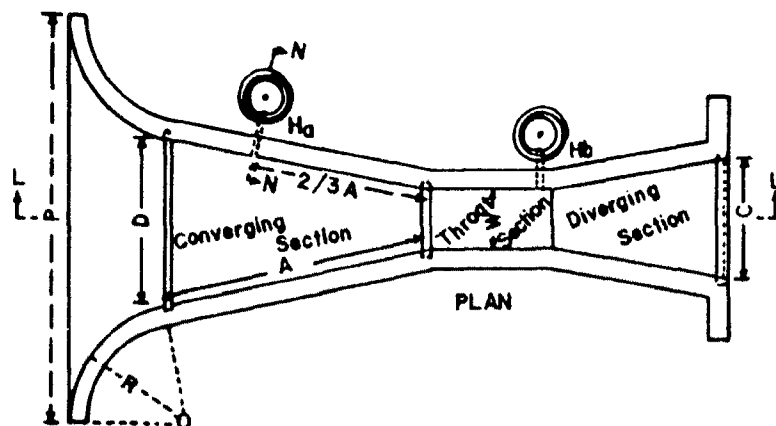 N
Ha
Hb
N
2/3 A
L
P
D
Converging
Section
A
Throat
W
Section
Diverging
Section
C
L
PLAN
R